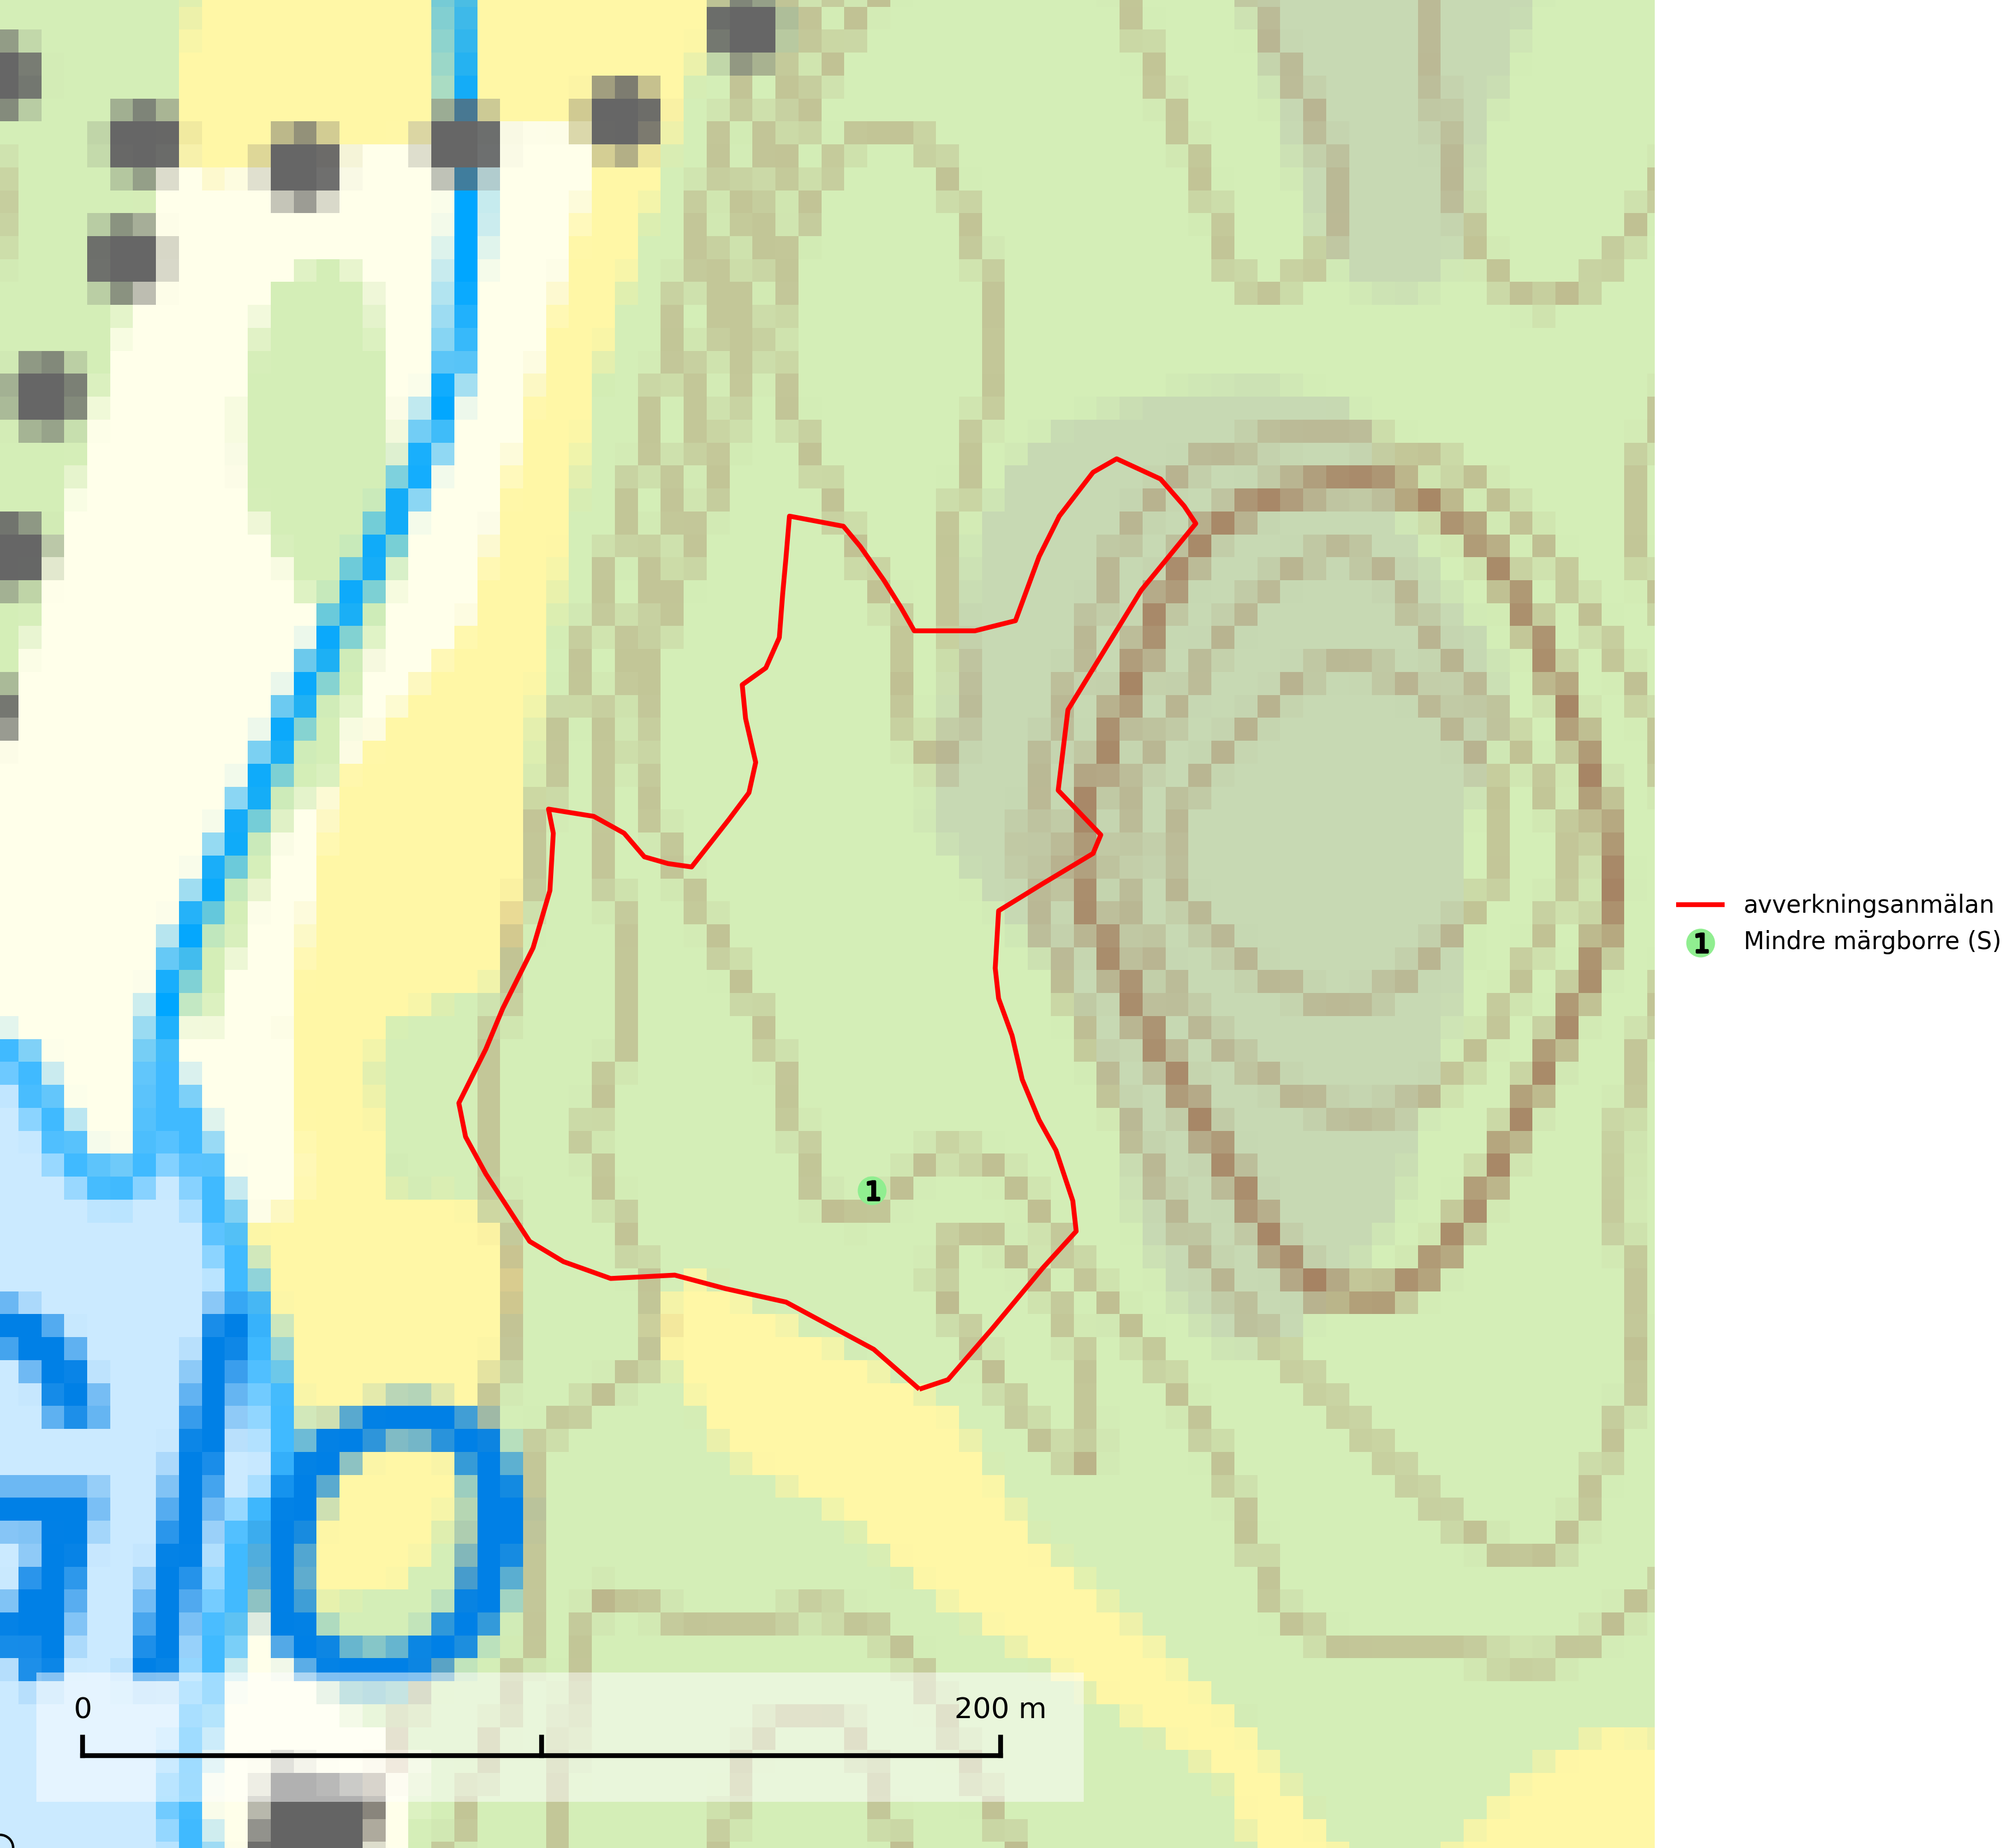 avverkningsanmälan
1 Mindre märgborre (S)
1
0 200 m